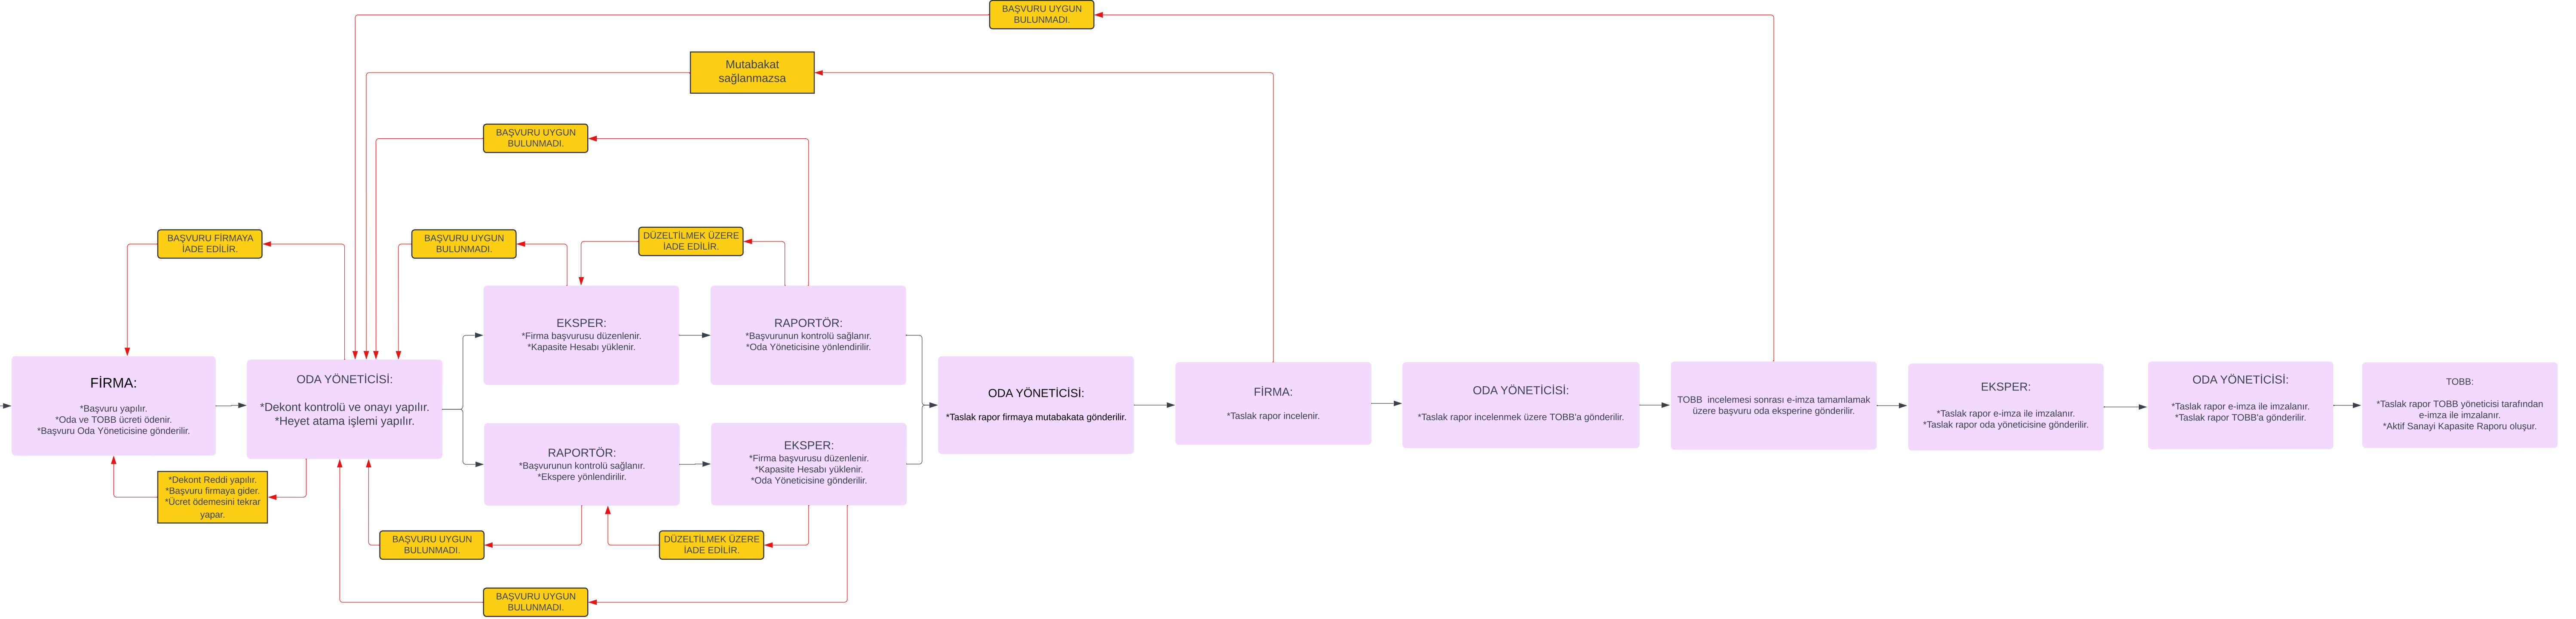 BAŞVURU UYGUN
BULUNMADI.
Mutabakat
sağlanmazsa
BAŞVURU UYGUN
BULUNMADI.
BAŞVURU FİRMAYA
İADE EDİLİR.
BAŞVURU UYGUN
BULUNMADI.
DÜZELTİLMEK ÜZERE
İADE EDİLİR.
FİRMA:
*Başvuru yapılır.
*Oda ve TOBB ücreti ödenir.
*Başvuru Oda Yöneticisine gönderilir.
ODA YÖNETİCİSİ:
*Dekont kontrolü ve onayı yapılır.
*Heyet atama işlemi yapılır.
EKSPER:
*Firma başvurusu düzenlenir.
*Kapasite Hesabı yüklenir.
RAPORTÖR:
*Başvurunun kontrolü sağlanır.
*Oda Yöneticisine yönlendirilir.
RAPORTÖR:
*Başvurunun kontrolü sağlanır.
*Ekspere yönlendirilir.
EKSPER:
*Firma başvurusu düzenlenir.
*Kapasite Hesabı yüklenir.
*Oda Yöneticisine gönderilir.
ODA YÖNETİCİSİ:
*Taslak rapor firmaya mutabakata gönderilir.
FİRMA:
*Taslak rapor incelenir.
ODA YÖNETİCİSİ:
*Taslak rapor incelenmek üzere TOBB'a gönderilir.
TOBB incelemesi sonrası e-imza tamamlamak
üzere başvuru oda eksperine gönderilir.
EKSPER:
*Taslak rapor e-imza ile imzalanır.
*Taslak rapor oda yöneticisine gönderilir.
ODA YÖNETİCİSİ:
*Taslak rapor e-imza ile imzalanır.
*Taslak rapor TOBB'a gönderilir.
TOBB:
*Taslak rapor TOBB yöneticisi tarafından
e-imza ile imzalanır.
*Aktif Sanayi Kapasite Raporu oluşur.
*Dekont Reddi yapılır.
*Başvuru firmaya gider.
*Ücret ödemesini tekrar
yapar.
BAŞVURU UYGUN
BULUNMADI.
DÜZELTİLMEK ÜZERE
İADE EDİLİR.
BAŞVURU UYGUN
BULUNMADI.